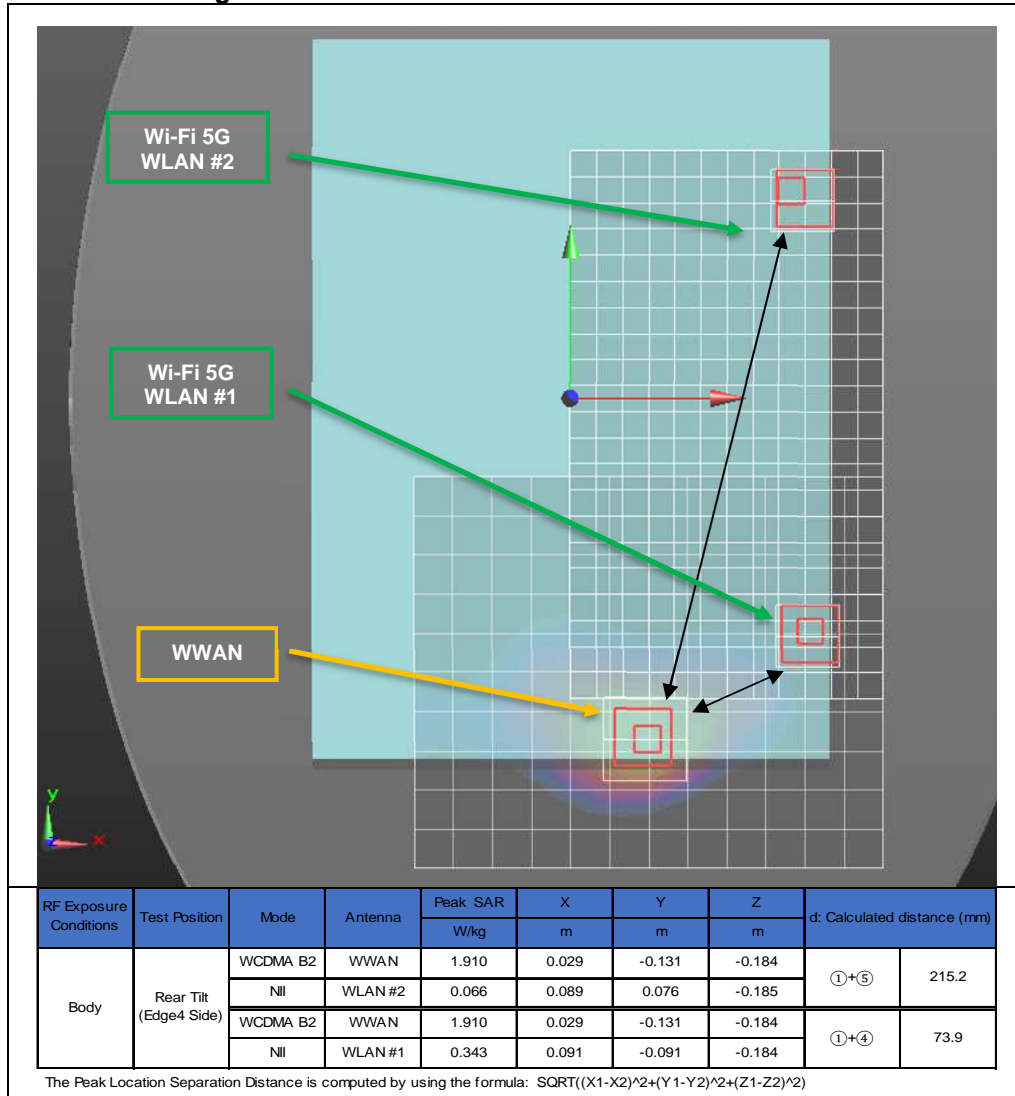 Wi-Fi 5G
WLAN #2
Wi-Fi 5G
WLAN #1
WWAN
y
x
RF Exposure Conditions Test Position Mode Antenna Peak SAR X Y Z d: Calculated distance (mm)
W/kg m m m
Body Rear Tilt (Edge4 Side) WCDMA B2 WWAN 1.910 0.029 -0.131 -0.184 ①+⑤ 215.2
NII WLAN #2 0.066 0.089 0.076 -0.185
WCDMA B2 WWAN 1.910 0.029 -0.131 -0.184 ①+④ 73.9
NII WLAN #1 0.343 0.091 -0.091 -0.184
The Peak Location Separation Distance is computed by using the formula: SQRT((X1-X2)^2+(Y1-Y2)^2+(Z1-Z2)^2)